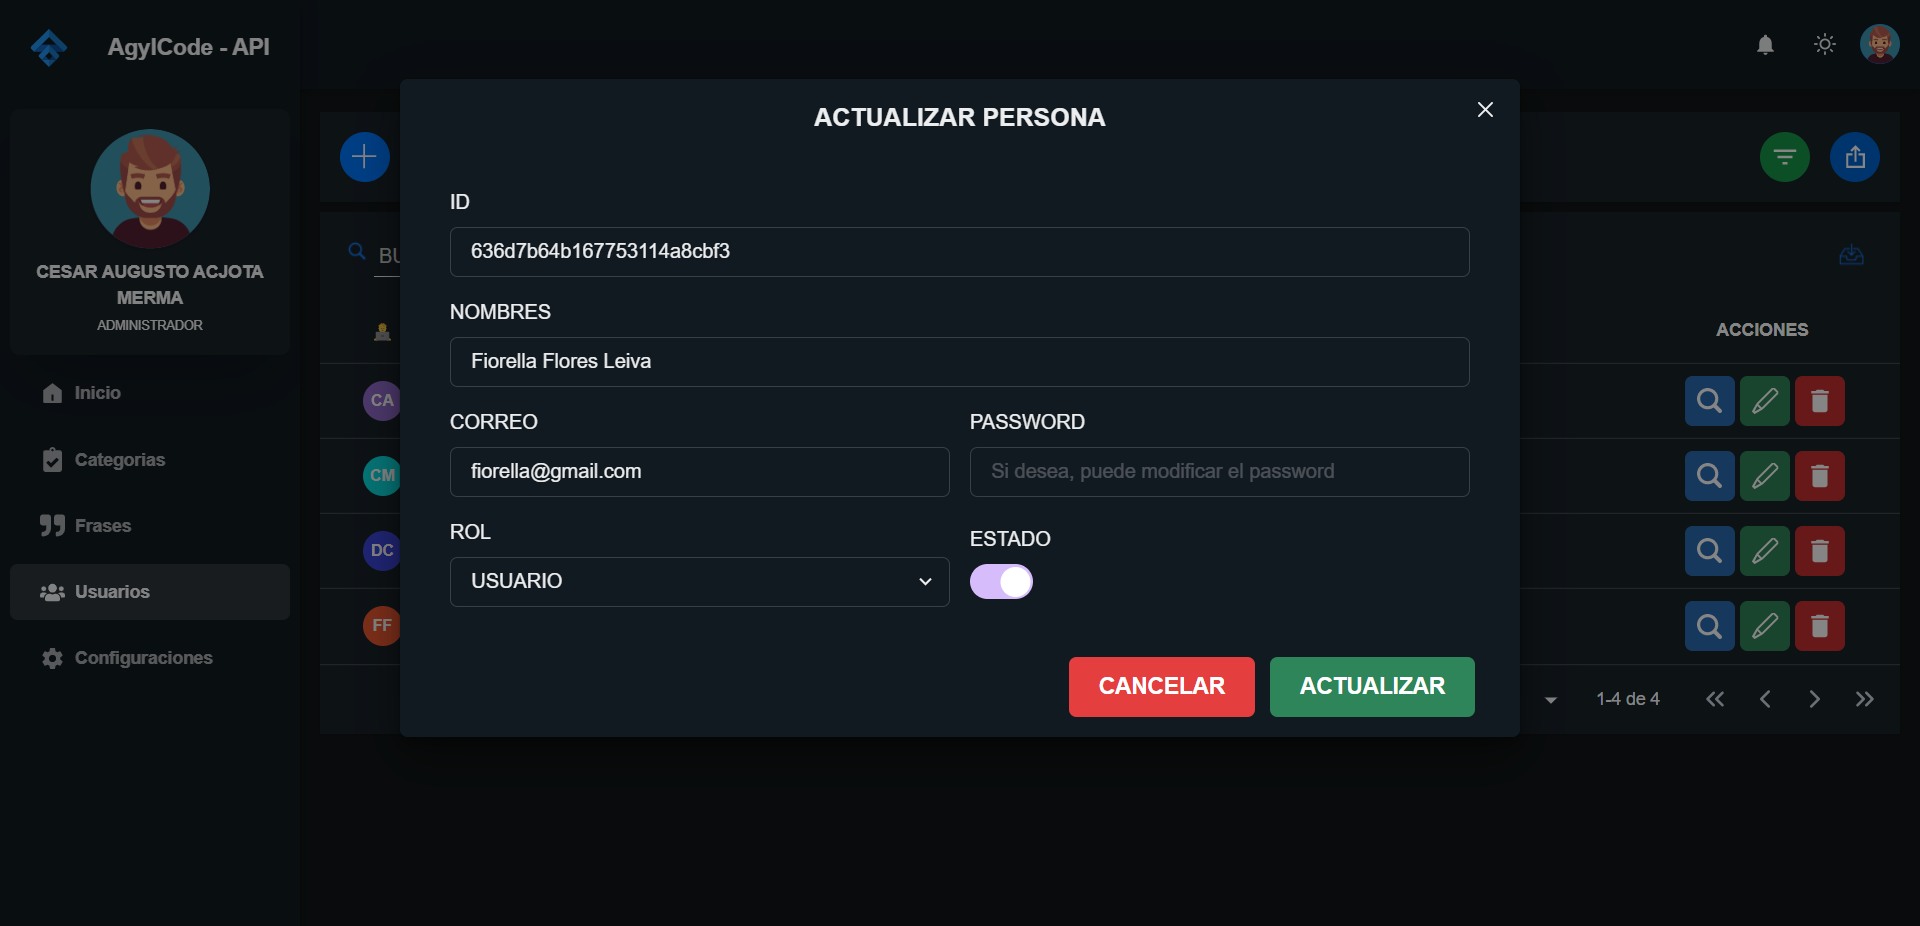 AgylCode - API
CESAR AUGUSTO ACJOTA
MERMA
ADMINISTRADOR
Inicio
Categorias
Frases
Usuarios
Configuraciones
ACTUALIZAR PERSONA
ID
636d7b64b167753114a8cbf3
NOMBRES
Fiorella Flores Leiva
CORREO
PASSWORD
fiorella@gmail.com
Si desea, puede modificar el password
ROL
ESTADO
USUARIO
CANCELAR
ACTUALIZAR
ACCIONES
CA
CM
DC
FF
1-4 de 4